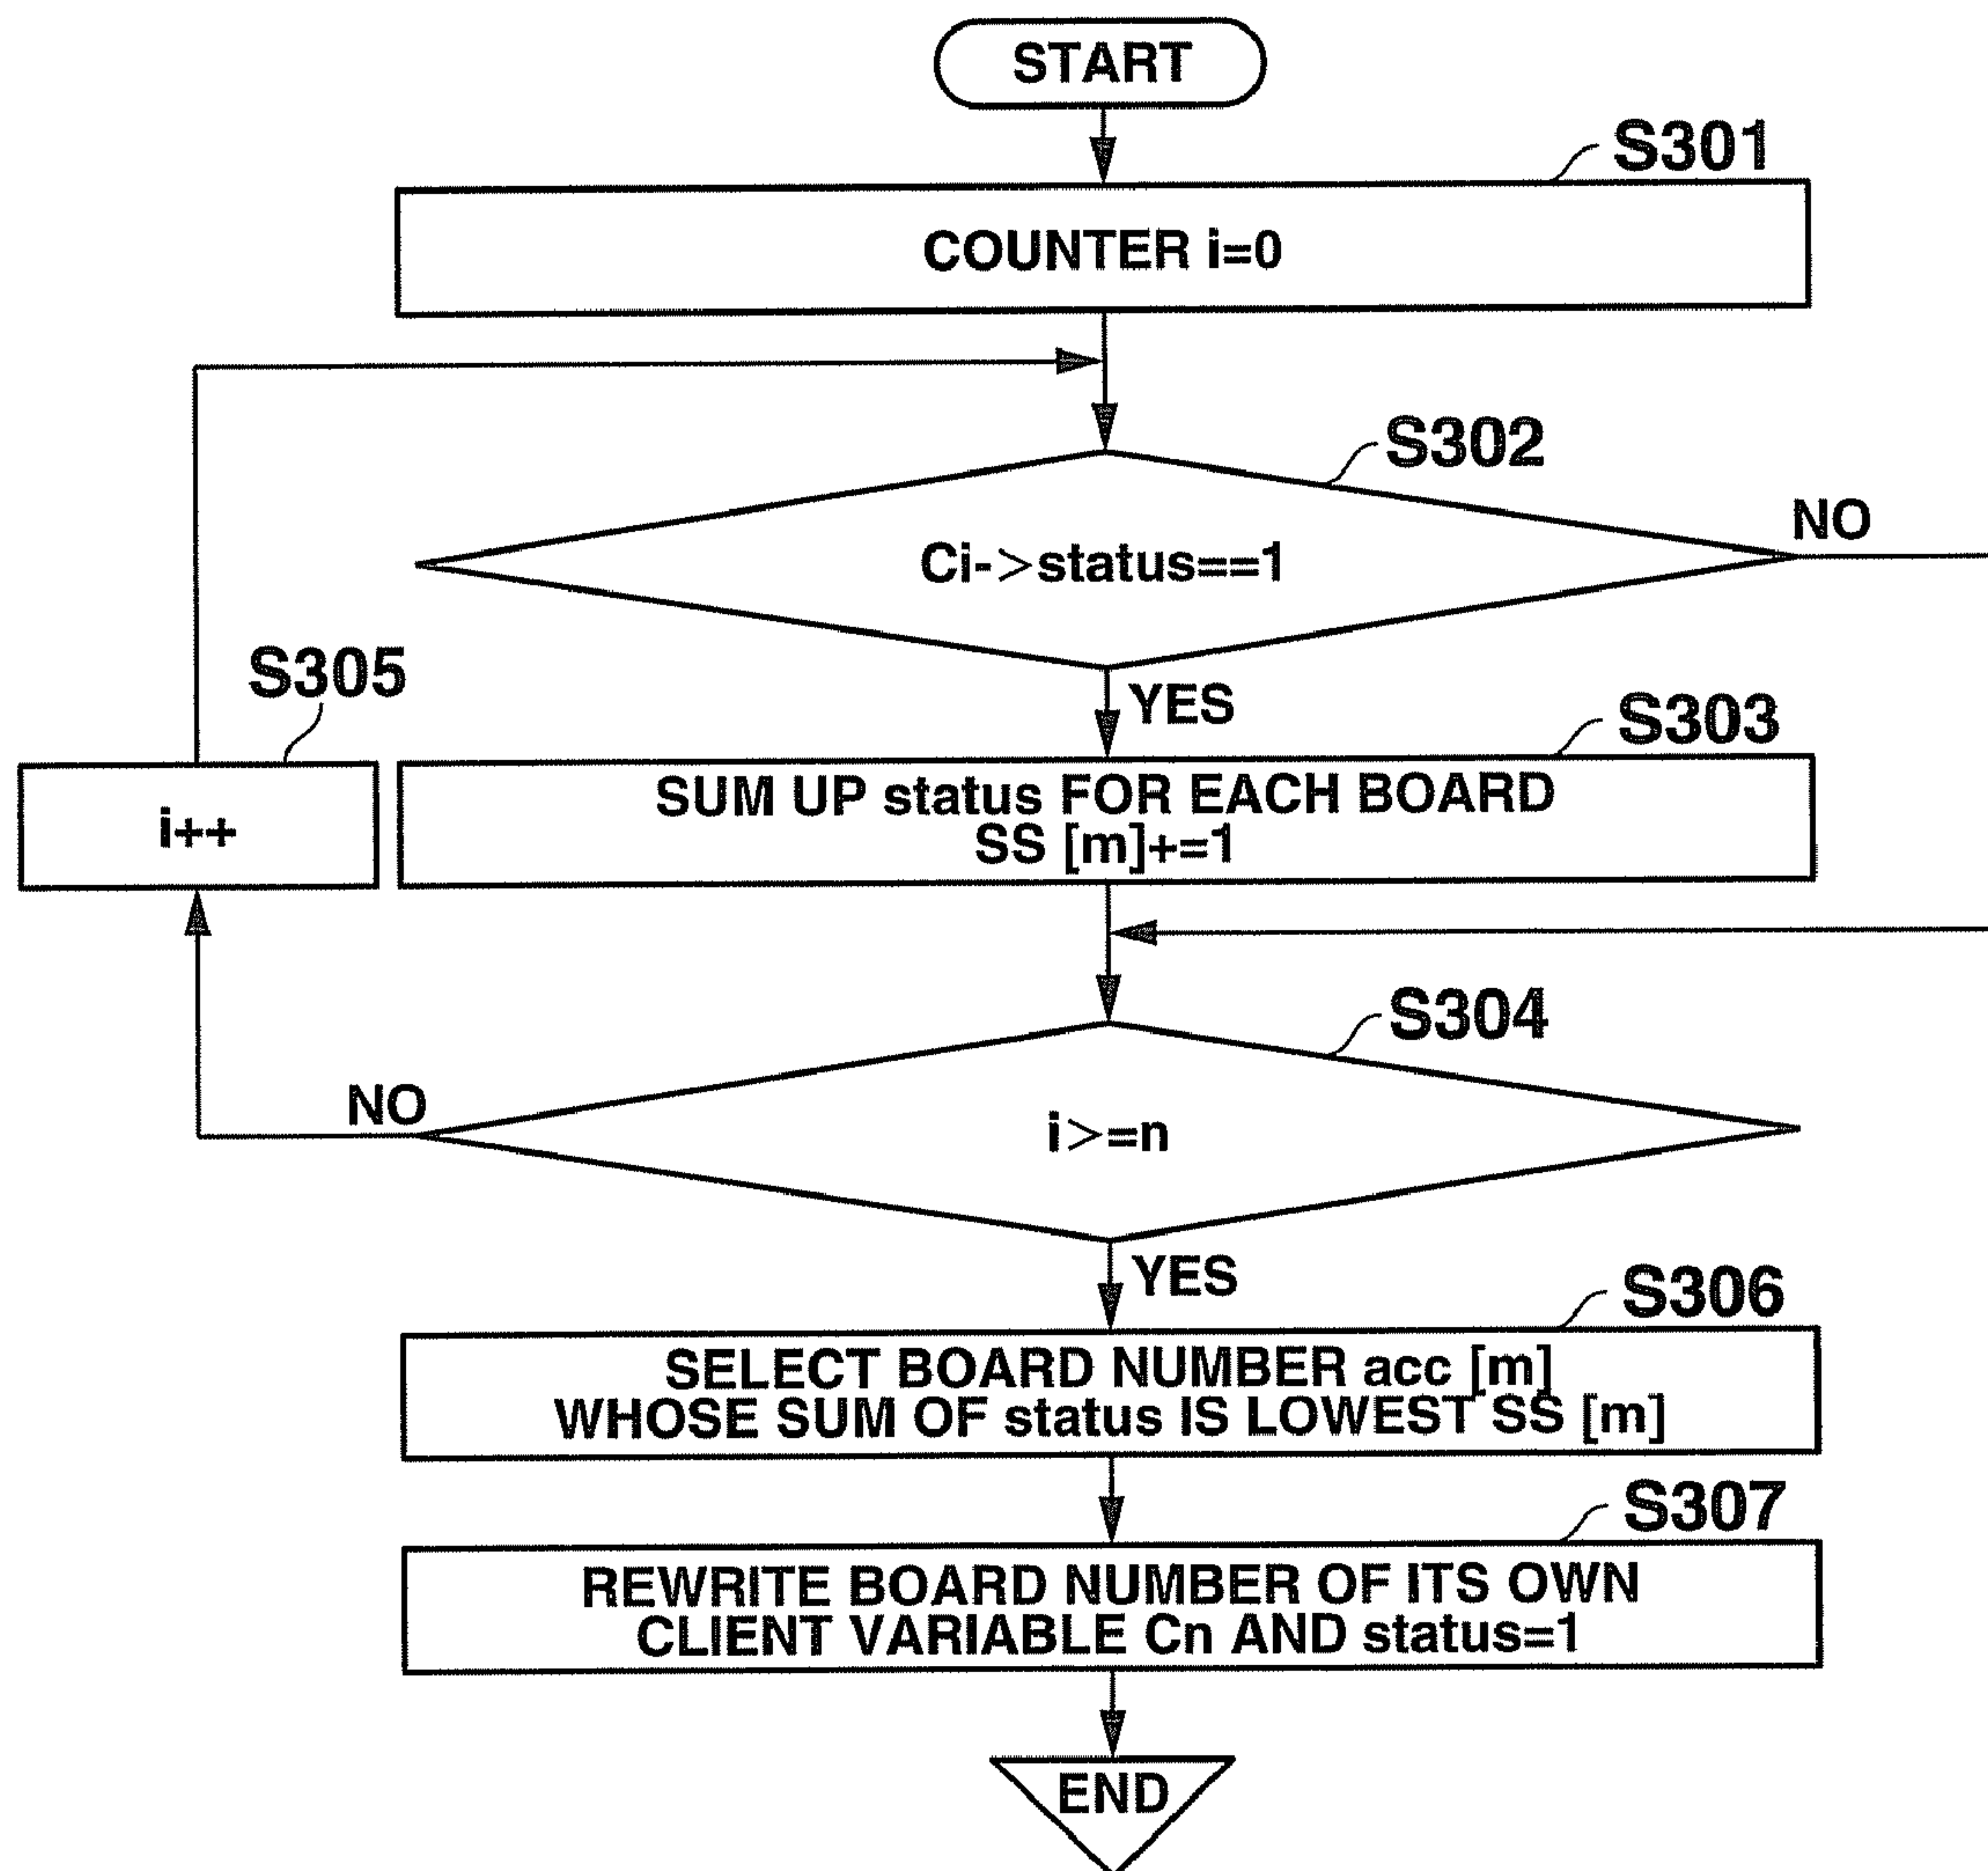 START
S301
COUNTER i=0
S302
NO
Ci->status==1
S305
YES
S303
i++
SUM UP status FOR EACH BOARD
SS [m]+=1
S304
NO
i>=n
YES
S306
SELECT BOARD NUMBER acc [m]
WHOSE SUM OF status IS LOWEST SS [m]
S307
REWRITE BOARD NUMBER OF ITS OWN
CLIENT VARIABLE Cn AND status=1
END